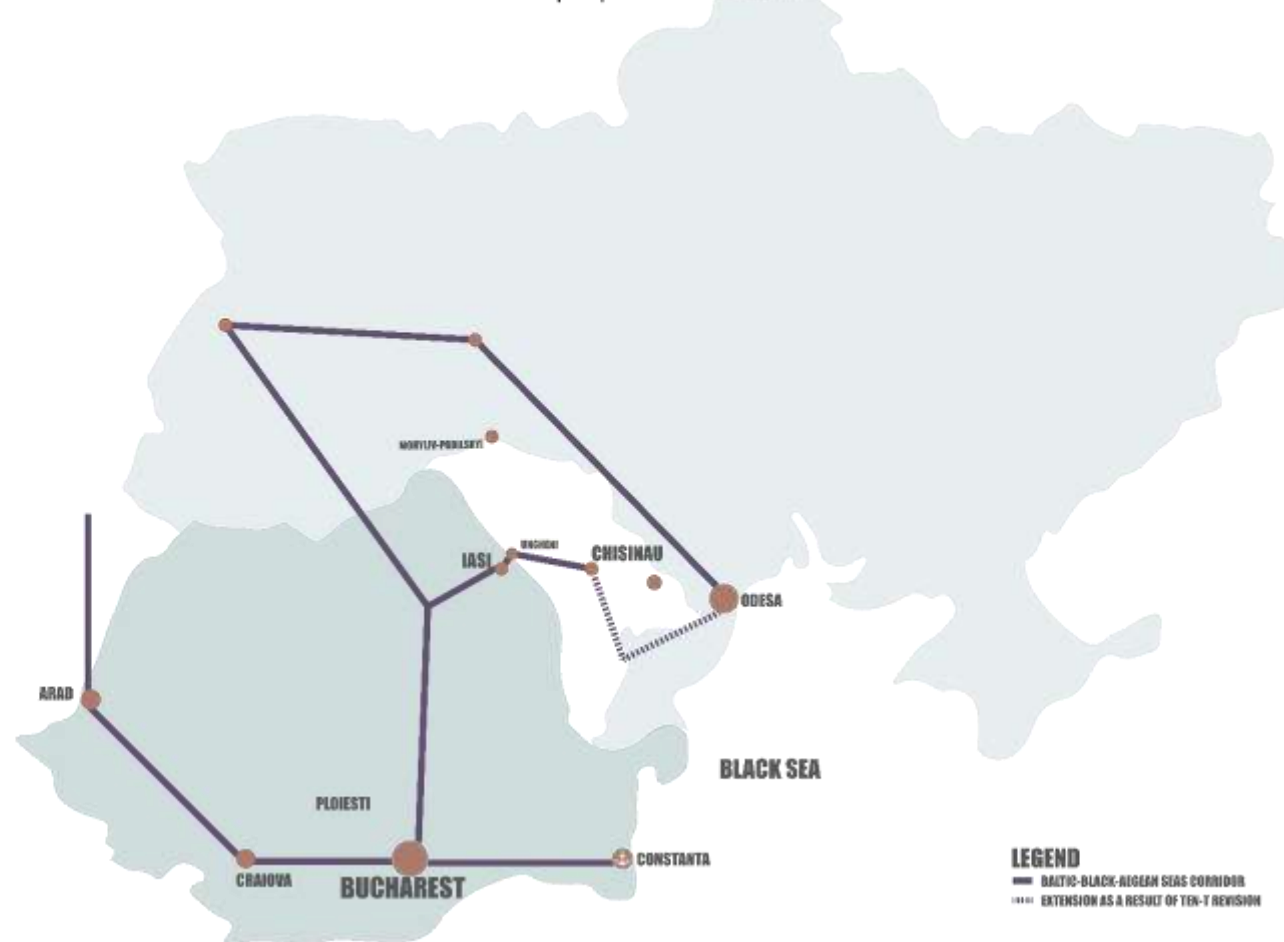 MOHYLIV-PODILSKYI
IASI
UNGHENI
CHISINAU
ODESA
ARAD
BLACK SEA
PLOIESTI
CRAIOVA
BUCHAREST
CONSTANTA
LEGEND
BALTIC-BLACK-AEGEAN SEAS CORRIDOR
EXTENSION AS A RESULT OF TEN-T REVISION